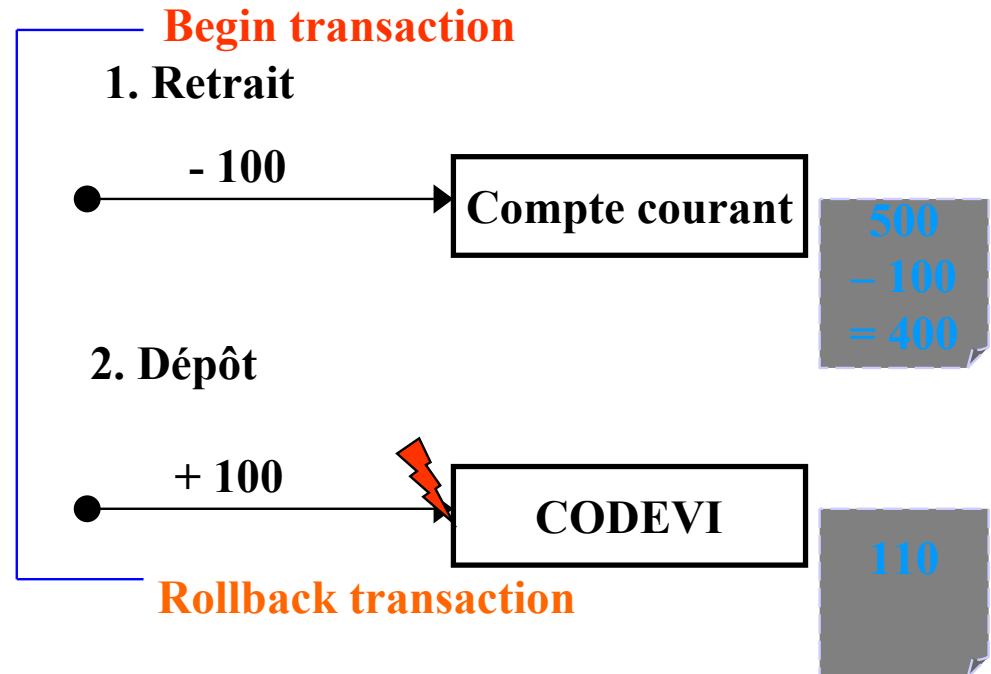 Begin transaction
1. Retrait
- 100
Compte courant
500
– 100
= 400
2. Dépôt
+ 100
CODEVI
110
Rollback transaction